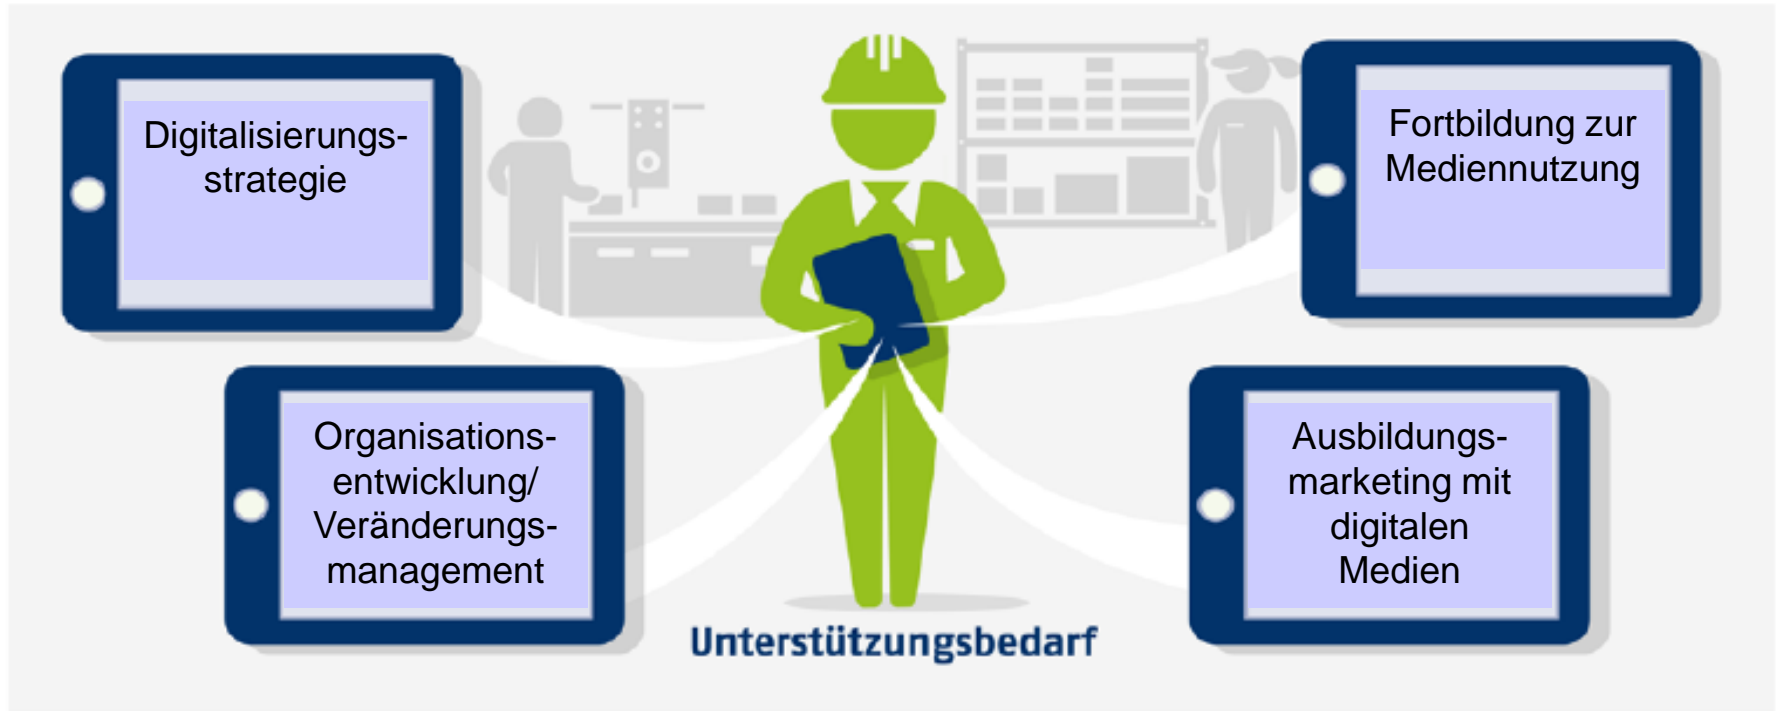 Digitalisierungs-
strategie
Fortbildung zur
Mediennutzung
Organisations-
entwicklung/
Veränderungs-
management
Ausbildungs-
marketing mit
digitalen
Medien
Unterstützungsbedarf